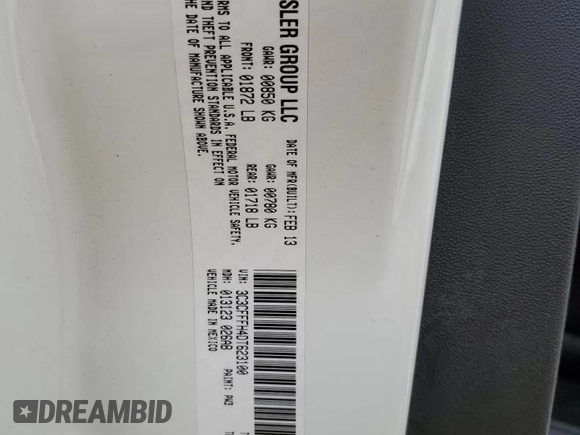 SLER GROUP LLC
DATE OF MFR(BUILT): FEB 13
GAWR: 00850 KG
GAWR: 00780 KG
FRONT: 01872 LB
REAR: 01718 LB
RMS TO ALL APPLICABLE U.S.A. FEDERAL MOTOR VEHICLE SAFETY,
AND THEFT PREVENTION STANDARDS IN EFFECT ON
THE DATE OF MANUFACTURE SHOWN ABOVE.
VIN: 3C3CFFFH4DT623100
MDH: 013123 026AB
VEHICLE MADE IN MEXICO
PAINT: PW3
DREAMBID